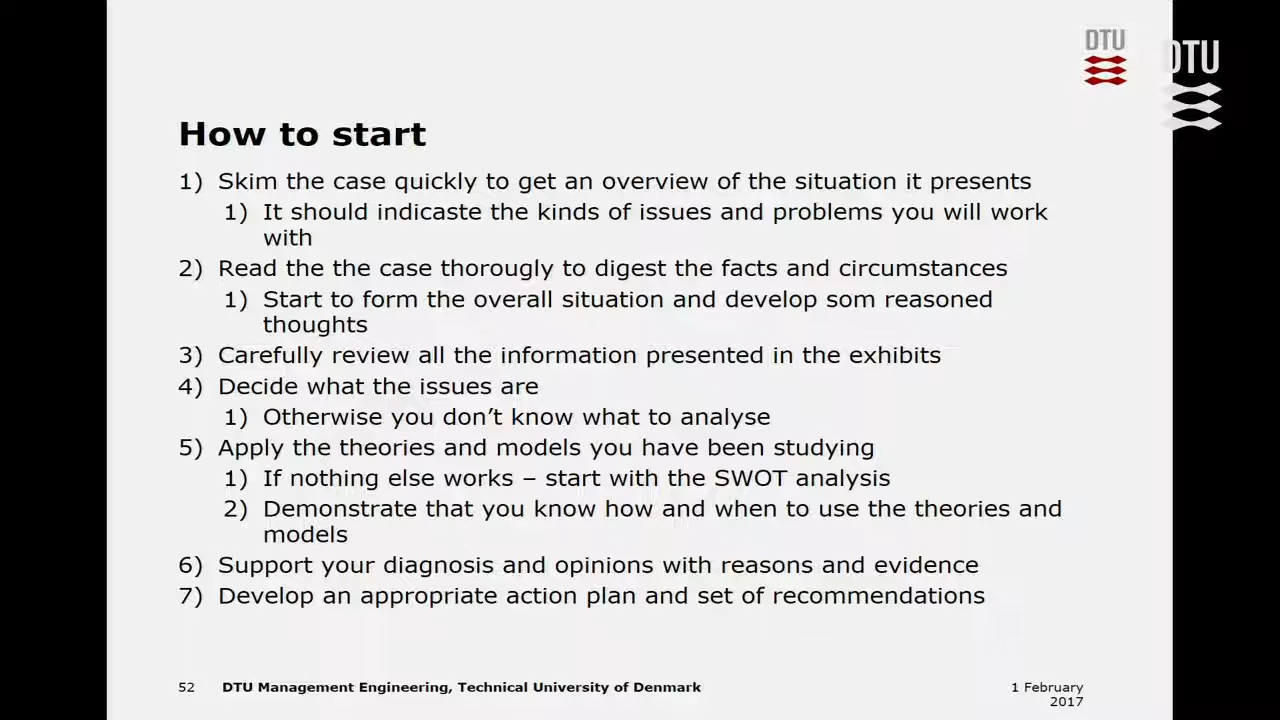 DTU
DTU
How to start
1) Skim the case quickly to get an overview of the situation it presents
1) It should indicaste the kinds of issues and problems you will work
with
2) Read the the case thorougly to digest the facts and circumstances
1) Start to form the overall situation and develop som reasoned
thoughts
3) Carefully review all the information presented in the exhibits
4) Decide what the issues are
1) Otherwise you don’t know what to analyse
5) Apply the theories and models you have been studying
1) If nothing else works – start with the SWOT analysis
2) Demonstrate that you know how and when to use the theories and
models
6) Support your diagnosis and opinions with reasons and evidence
7) Develop an appropriate action plan and set of recommendations
52 DTU Management Engineering, Technical University of Denmark 1 February
2017